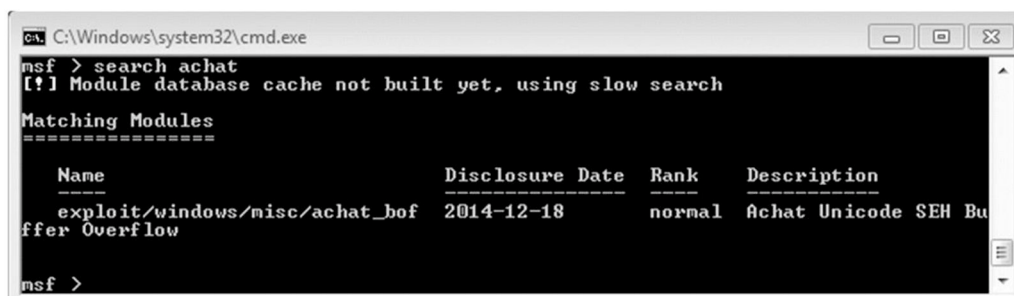 C:\Windows\system32\cmd.exe
msf > search achat
[!] Module database cache not built yet, using slow search
Matching Modules
================
Name Disclosure Date Rank Description
---- --------------- ---- -----------
exploit/windows/misc/achat_bof 2014-12-18 normal Achat Unicode SEH Bu
ffer Overflow
msf >